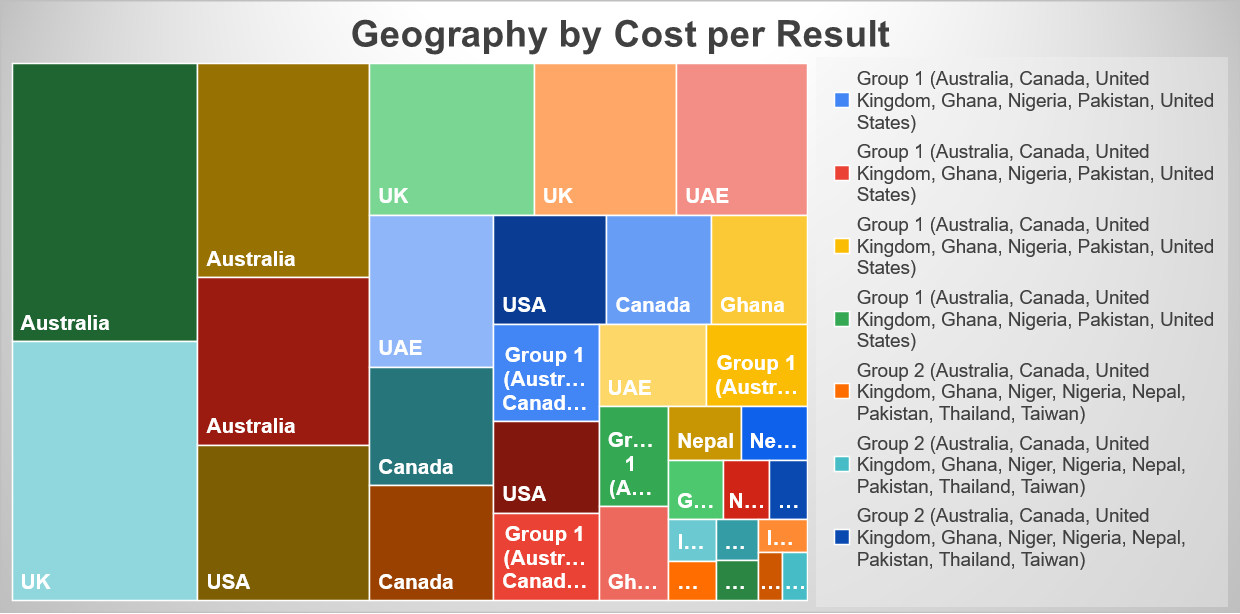 Geography by Cost per Result
Australia
UK
Australia
Australia
USA
UK
UK
UAE
UAE
Canada
Canada
USA
Canada
Ghana
Group 1
(Austr...
Canad...
UAE
Group 1
(Austr...
USA
Group 1
(Austr...
Canad...
Gr...
1
(A...
Gh...
Nepal
Ne...
G...
N...
...
I...
...
I...
...
...
...
...
Group 1 (Australia, Canada, United
Kingdom, Ghana, Nigeria, Pakistan, United
States)
Group 1 (Australia, Canada, United
Kingdom, Ghana, Nigeria, Pakistan, United
States)
Group 1 (Australia, Canada, United
Kingdom, Ghana, Nigeria, Pakistan, United
States)
Group 1 (Australia, Canada, United
Kingdom, Ghana, Nigeria, Pakistan, United
States)
Group 2 (Australia, Canada, United
Kingdom, Ghana, Niger, Nigeria, Nepal,
Pakistan, Thailand, Taiwan)
Group 2 (Australia, Canada, United
Kingdom, Ghana, Niger, Nigeria, Nepal,
Pakistan, Thailand, Taiwan)
Group 2 (Australia, Canada, United
Kingdom, Ghana, Niger, Nigeria, Nepal,
Pakistan, Thailand, Taiwan)